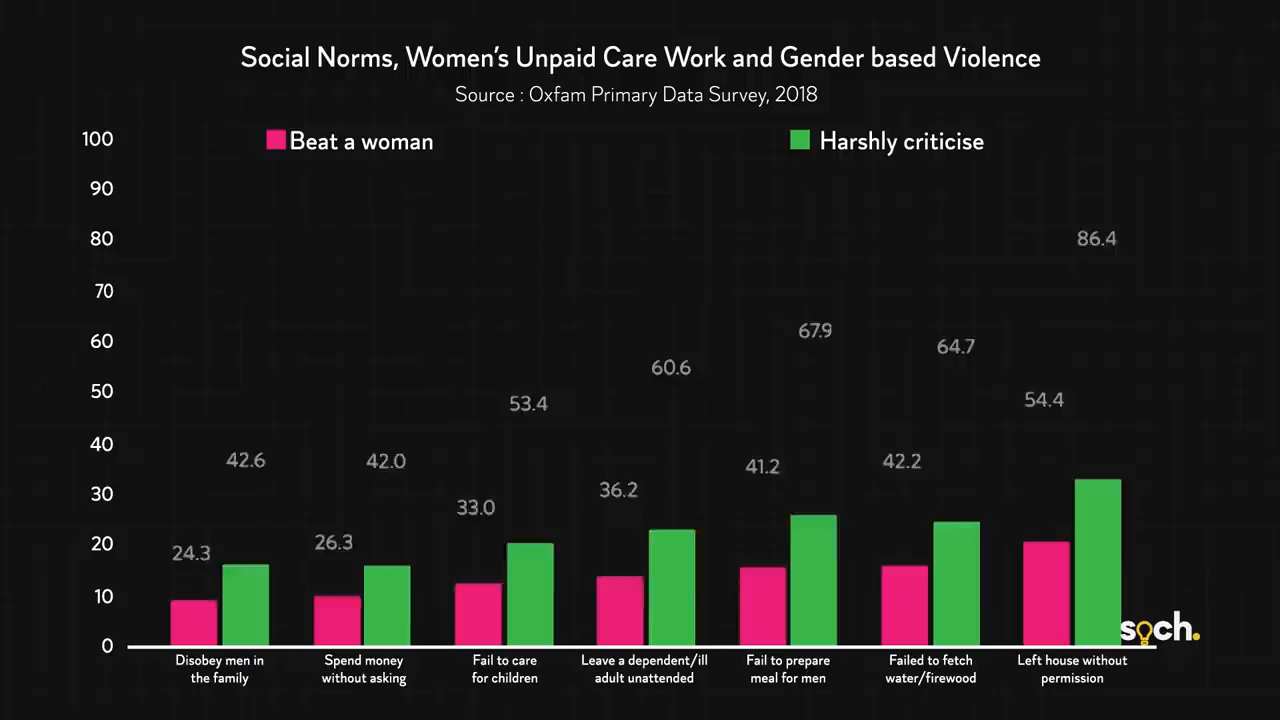 Social Norms, Women's Unpaid Care Work and Gender based Violence
Source : Oxfam Primary Data Survey, 2018
Beat a woman
Harshly criticise
100
90
80
70
60
50
40
30
20
10
0
24.3
42.6
26.3
42.0
33.0
53.4
36.2
60.6
41.2
67.9
42.2
64.7
54.4
86.4
Disobey men in
the family
Spend money
without asking
Fail to care
for children
Leave a dependent/ill
adult unattended
Fail to prepare
meal for men
Failed to fetch
water/firewood
Left house without
permission
soch.